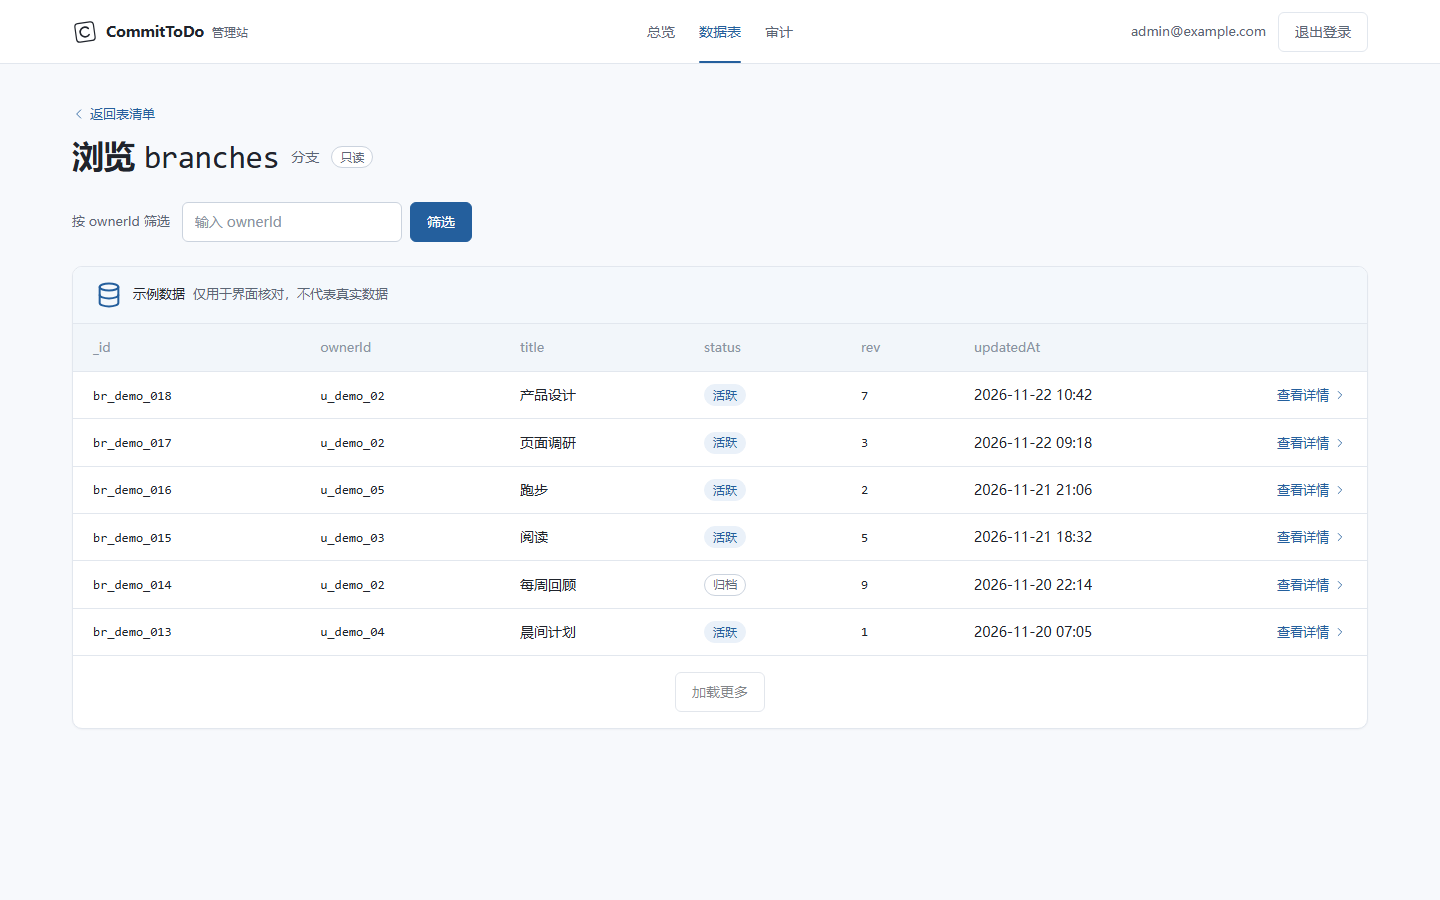 CommitToDo 管理站 总览 数据表 审计 admin@example.com 退出登录
返回表清单
浏览 branches 分支 只读
按 ownerId 筛选 输入 ownerId 筛选
示例数据 仅用于界面核对，不代表真实数据
_id ownerId title status rev updatedAt
br_demo_018 u_demo_02 产品设计 活跃 7 2026-11-22 10:42 查看详情
br_demo_017 u_demo_02 页面调研 活跃 3 2026-11-22 09:18 查看详情
br_demo_016 u_demo_05 跑步 活跃 2 2026-11-21 21:06 查看详情
br_demo_015 u_demo_03 阅读 活跃 5 2026-11-21 18:32 查看详情
br_demo_014 u_demo_02 每周回顾 归档 9 2026-11-20 22:14 查看详情
br_demo_013 u_demo_04 晨间计划 活跃 1 2026-11-20 07:05 查看详情
加载更多